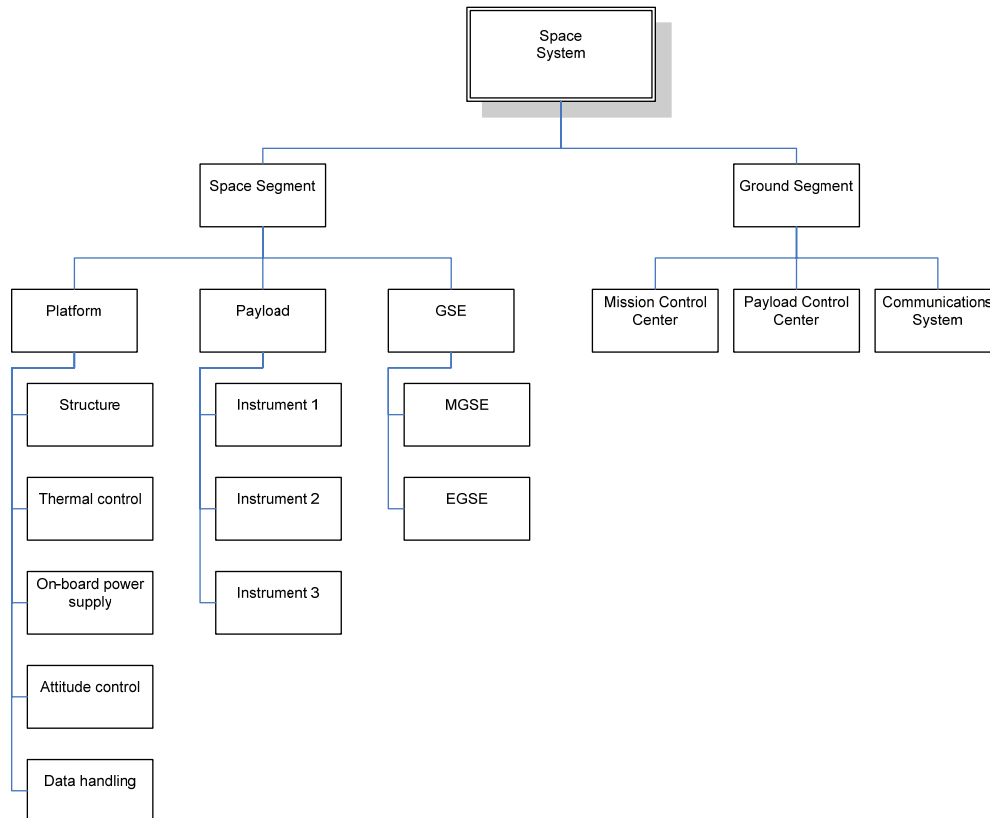 Space
System
Space Segment
Ground Segment
Platform
Payload
GSE
Mission Control
Center
Payload Control
Center
Communications
System
Structure
Instrument 1
MGSE
Thermal control
Instrument 2
EGSE
On-board power
supply
Instrument 3
Attitude control
Data handling